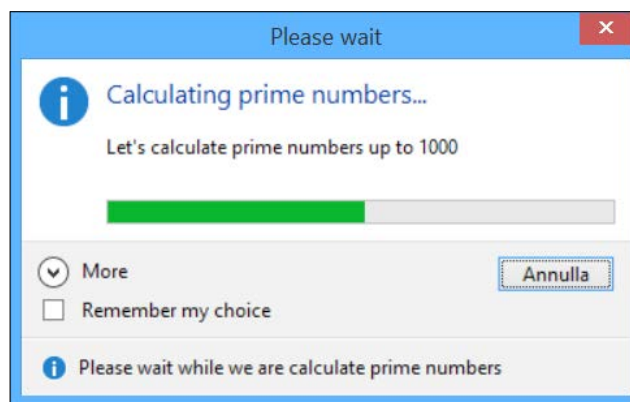 Please wait
Calculating prime numbers...
Let's calculate prime numbers up to 1000
More
Annulla
Remember my choice
Please wait while we are calculate prime numbers